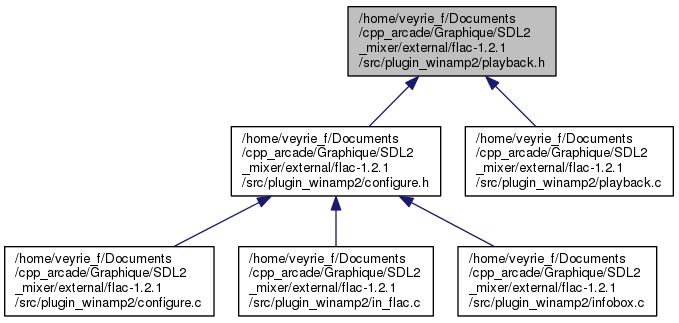 /home/veyrie_f/Documents
/cpp_arcade/Graphique/SDL2
_mixer/external/flac-1.2.1
/src/plugin_winamp2/playback.h
/home/veyrie_f/Documents
/cpp_arcade/Graphique/SDL2
_mixer/external/flac-1.2.1
/src/plugin_winamp2/configure.h
/home/veyrie_f/Documents
/cpp_arcade/Graphique/SDL2
_mixer/external/flac-1.2.1
/src/plugin_winamp2/playback.c
/home/veyrie_f/Documents
/cpp_arcade/Graphique/SDL2
_mixer/external/flac-1.2.1
/src/plugin_winamp2/configure.c
/home/veyrie_f/Documents
/cpp_arcade/Graphique/SDL2
_mixer/external/flac-1.2.1
/src/plugin_winamp2/in_flac.c
/home/veyrie_f/Documents
/cpp_arcade/Graphique/SDL2
_mixer/external/flac-1.2.1
/src/plugin_winamp2/infobox.c